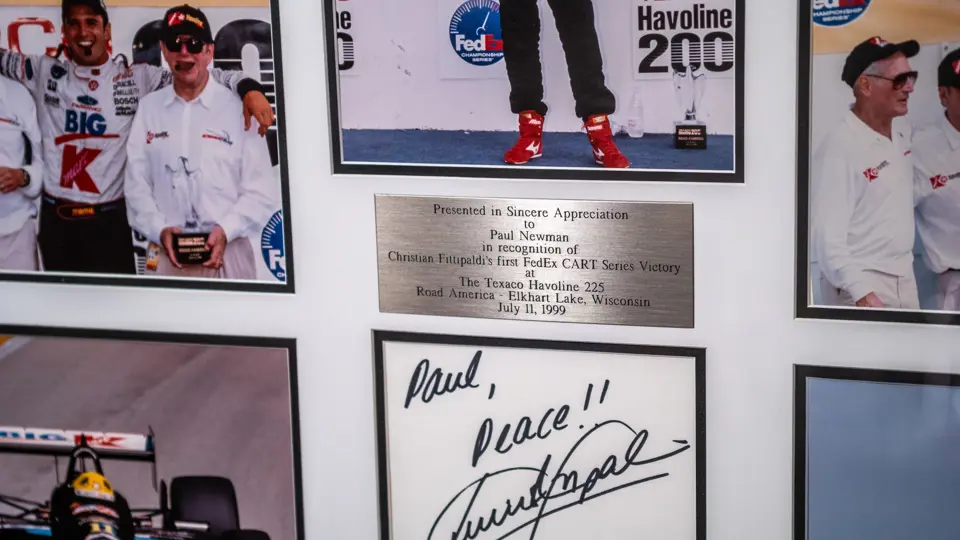 FedEx
CHAMPIONSHIP SERIES
Havoline
200
BIG
K
BOSCH
Presented in Sincere Appreciation
to
Paul Newman
in recognition of
Christian Fittipaldi's first FedEx CART Series Victory
at
The Texaco Havoline 225
Road America - Elkhart Lake, Wisconsin
July 11, 1999
Paul,
Peace!!